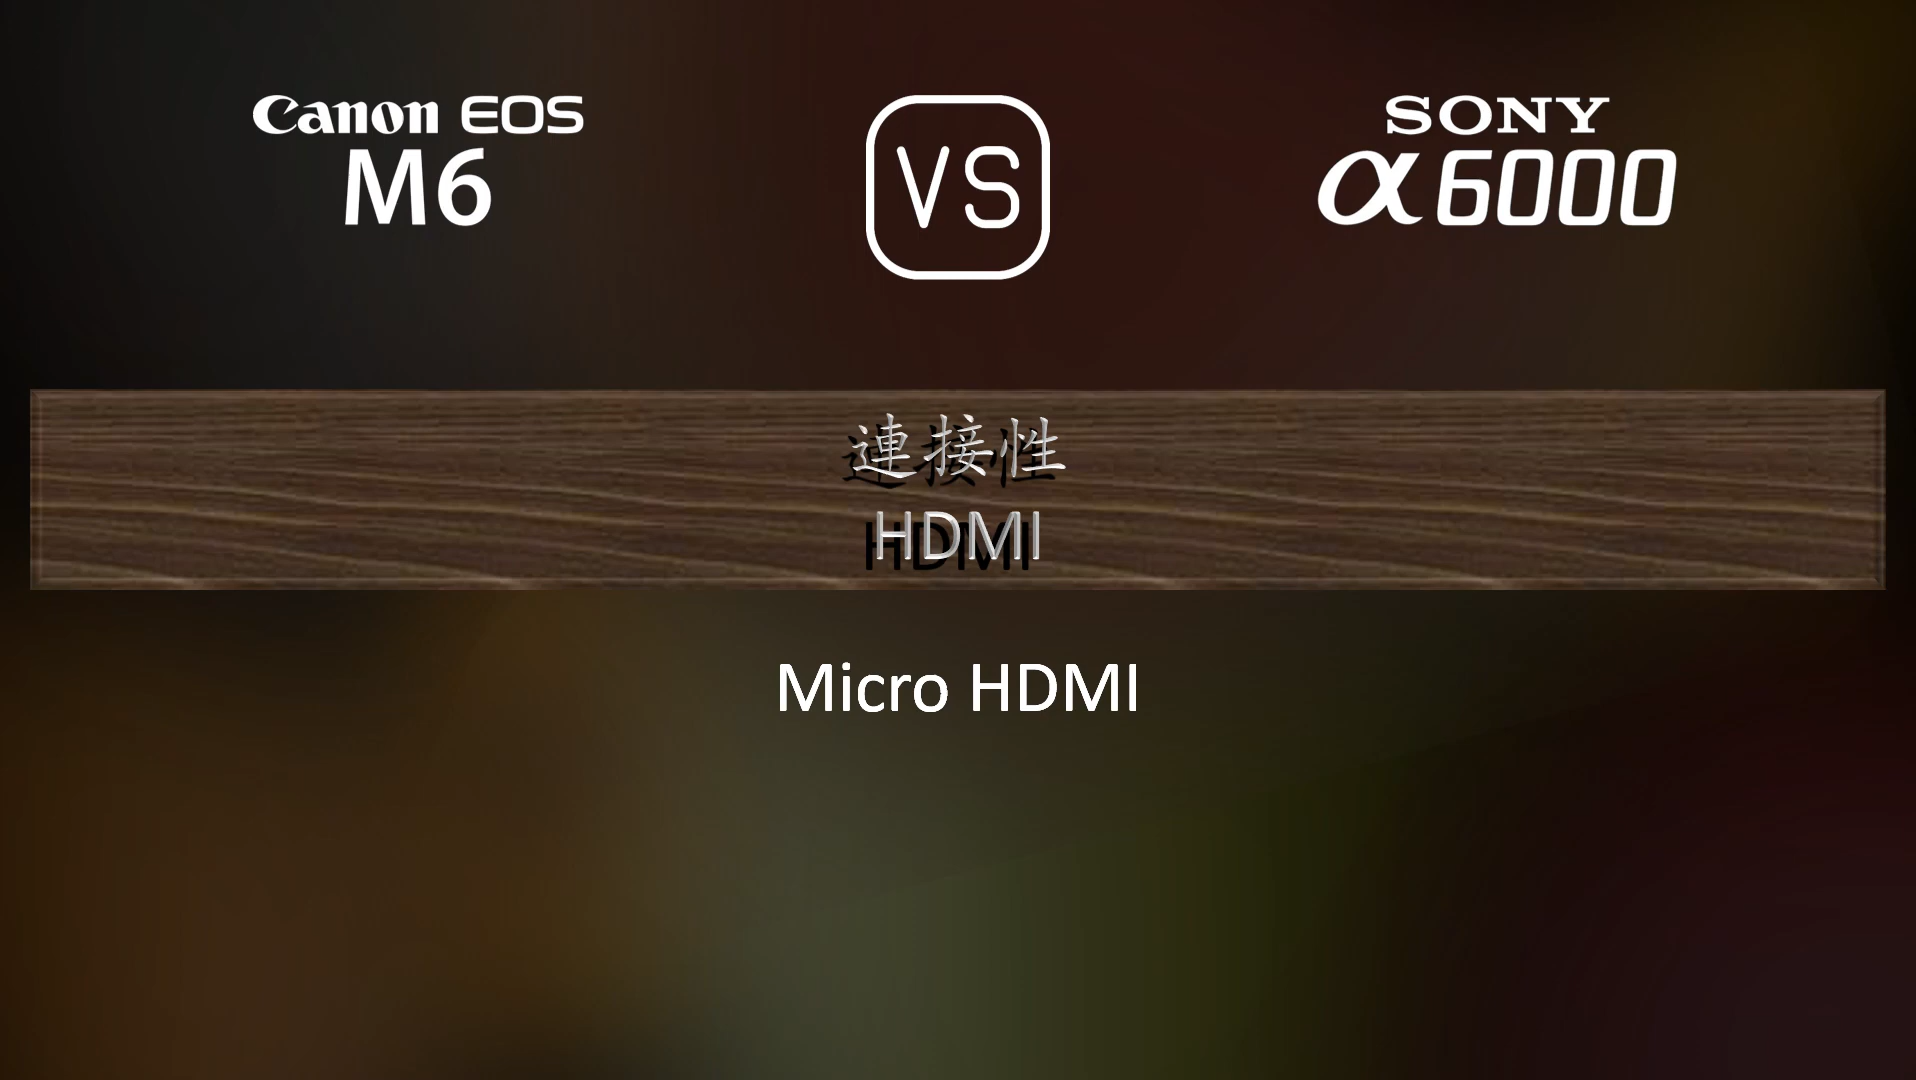 Canon EOS
M6
VS
SONY
α6000
連接性
HDMI
Micro HDMI